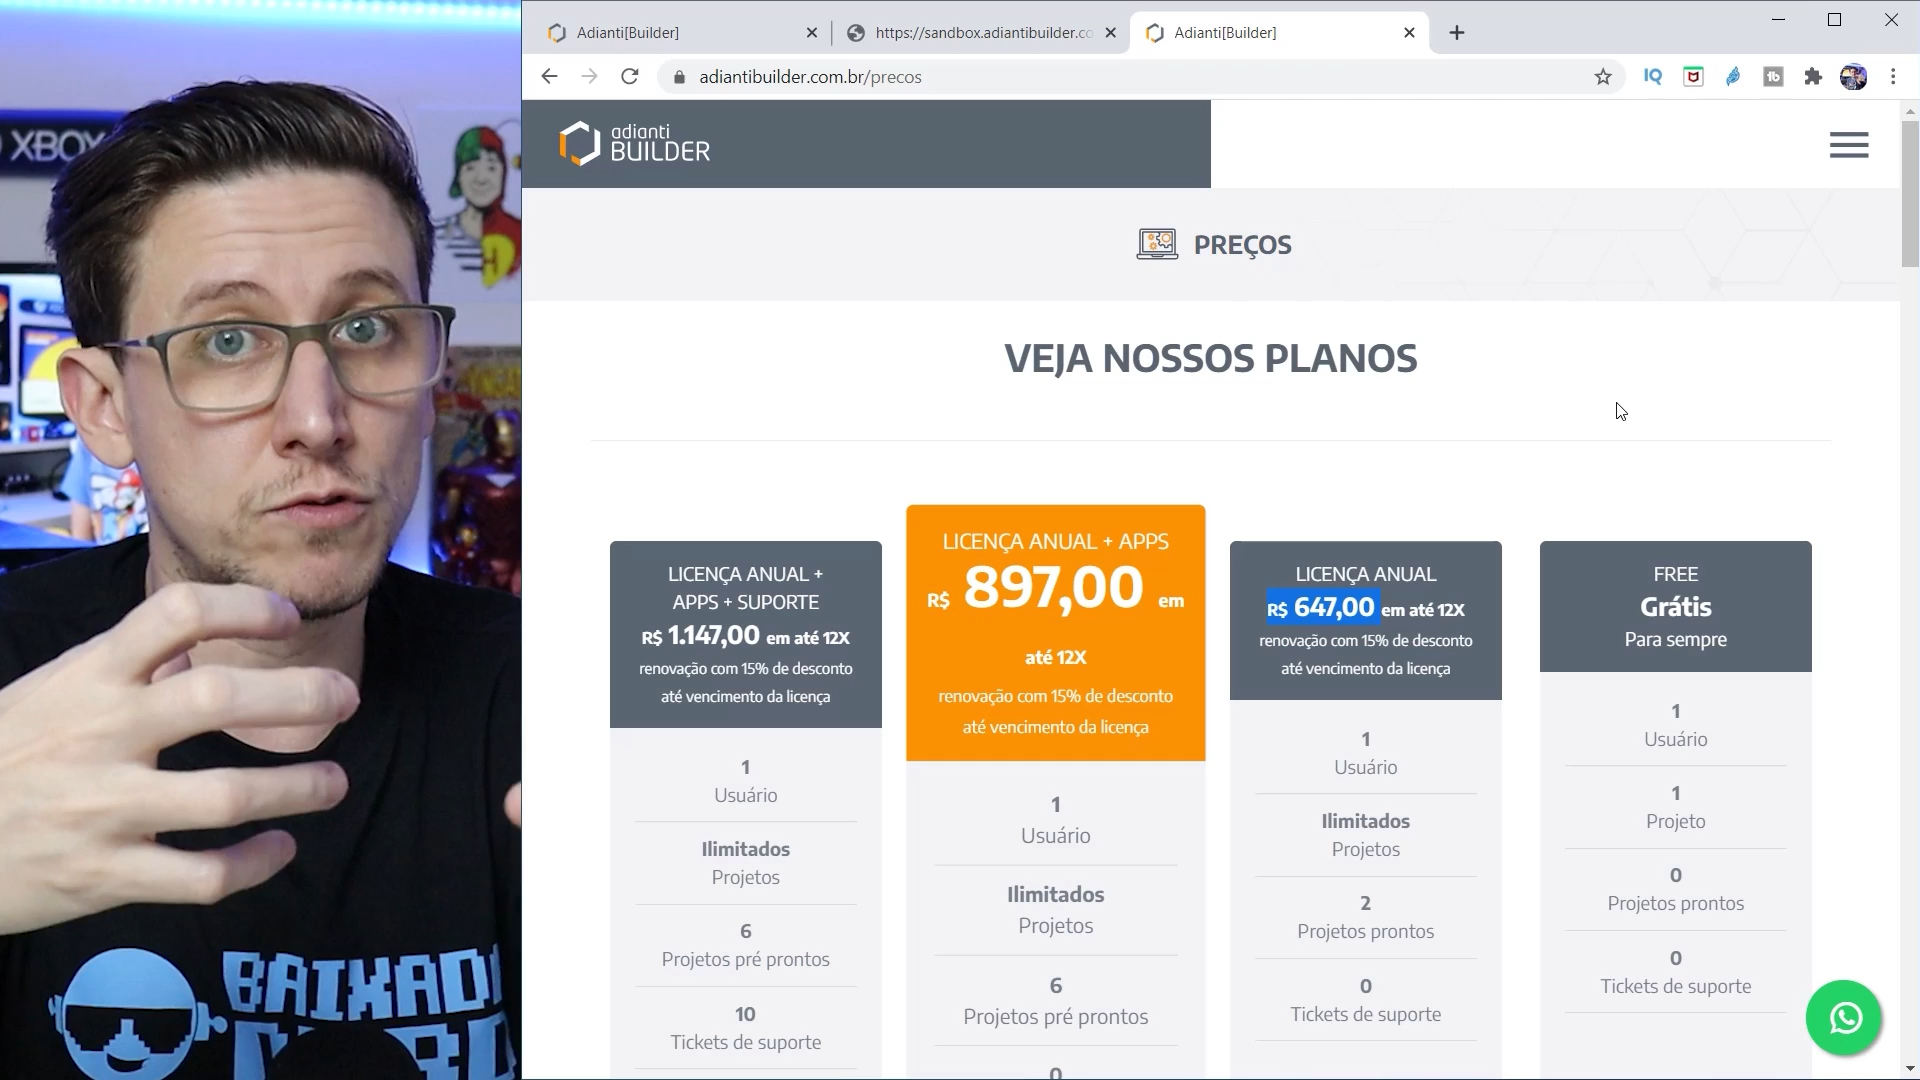 XBOX
BAIXADA
Adianti[Builder]
https://sandbox.adiantibuilder.co
Adianti[Builder]
adiantibuilder.com.br/precos
IQ
adianti
BUILDER
PREÇOS
VEJA NOSSOS PLANOS
LICENÇA ANUAL +
APPS + SUPORTE
R$ 1.147,00 em até 12X
renovação com 15% de desconto
até vencimento da licença
1
Usuário
Ilimitados
Projetos
6
Projetos pré prontos
10
Tickets de suporte
LICENÇA ANUAL + APPS
R$ 897,00 em
até 12X
renovação com 15% de desconto
até vencimento da licença
1
Usuário
Ilimitados
Projetos
6
Projetos pré prontos
0
LICENÇA ANUAL
R$ 647,00 em até 12X
renovação com 15% de desconto
até vencimento da licença
1
Usuário
Ilimitados
Projetos
2
Projetos prontos
0
Tickets de suporte
FREE
Grátis
Para sempre
1
Usuário
1
Projeto
0
Projetos prontos
0
Tickets de suporte